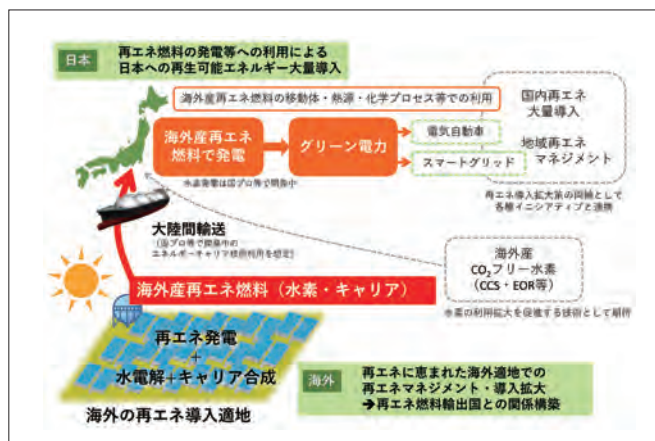 日本
再エネ燃料の発電等への利用による
日本への再生可能エネルギー大量導入
海外産再エネ燃料の移動体・熱源・化学プロセス等での利用
海外産再エネ
燃料で発電
グリーン電力
電気自動車
スマートグリッド
国内再エネ
大量導入
地域再エネ
マネジメント
水素発電は国プロ等で開発中
再エネ導入拡大策の両輪として
各種イニシアティブと連携
大陸間輸送
(国プロ等で開発中の
エネルギーキャリア技術利用を想定)
海外産
CO₂フリー水素
(CCS・EOR等)
水素の利用拡大を促進する技術として期待
海外産再エネ燃料(水素・キャリア)
再エネ発電
+
水電解+キャリア合成
海外の再エネ導入適地
海外
再エネに恵まれた海外適地での
再エネマネジメント・導入拡大
➔再エネ燃料輸出国との関係構築